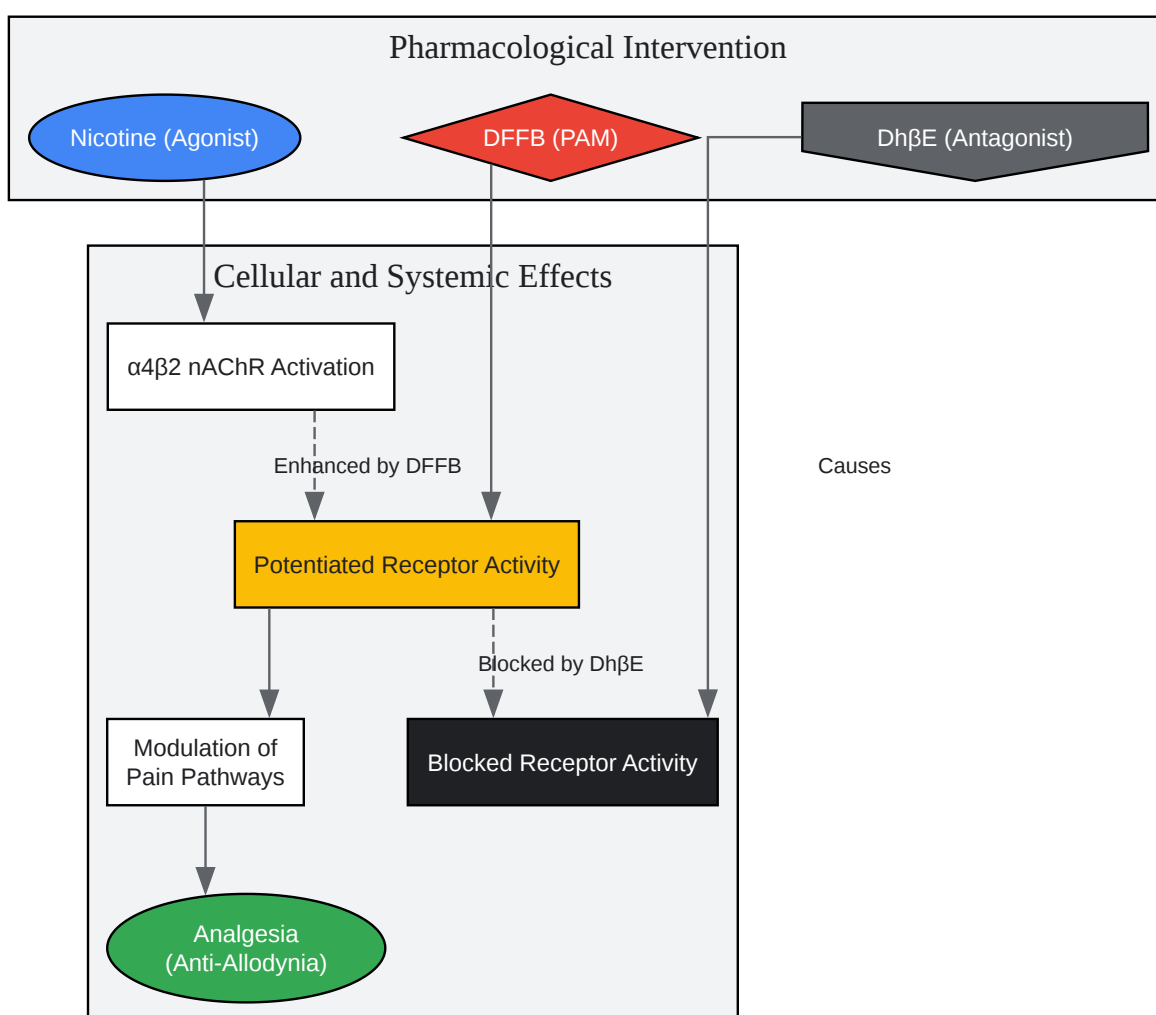 Pharmacological Intervention
Nicotine (Agonist)
DFFB (PAM)
DhβE (Antagonist)
Cellular and Systemic Effects
α4β2 nAChR Activation
Enhanced by DFFB
Causes
Potentiated Receptor Activity
Blocked by DhβE
Modulation of
Pain Pathways
Blocked Receptor Activity
Analgesia
(Anti-Allodynia)